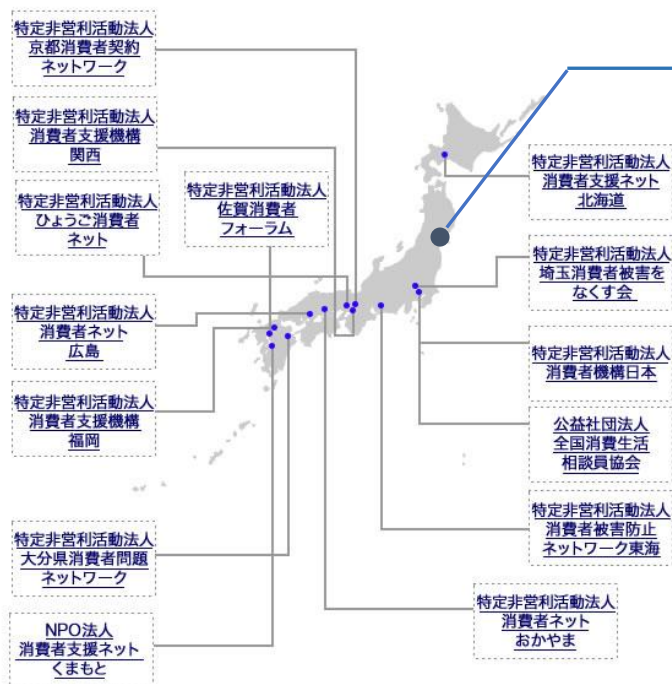 特定非営利活動法人
京都消費者契約
ネットワーク
特定非営利活動法人
消費者支援機構
関西
特定非営利活動法人
ひょうご消費者
ネット
特定非営利活動法人
佐賀消費者
フォーラム
特定非営利活動法人
消費者ネット
広島
特定非営利活動法人
消費者支援機構
福岡
特定非営利活動法人
大分県消費者問題
ネットワーク
NPO法人
消費者支援ネット
くまもと
特定非営利活動法人
消費者支援ネット
北海道
特定非営利活動法人
埼玉消費者被害を
なくす会
特定非営利活動法人
消費者機構日本
公益社団法人
全国消費生活
相談員協会
特定非営利活動法人
消費者被害防止
ネットワーク東海
特定非営利活動法人
消費者ネット
おかやま